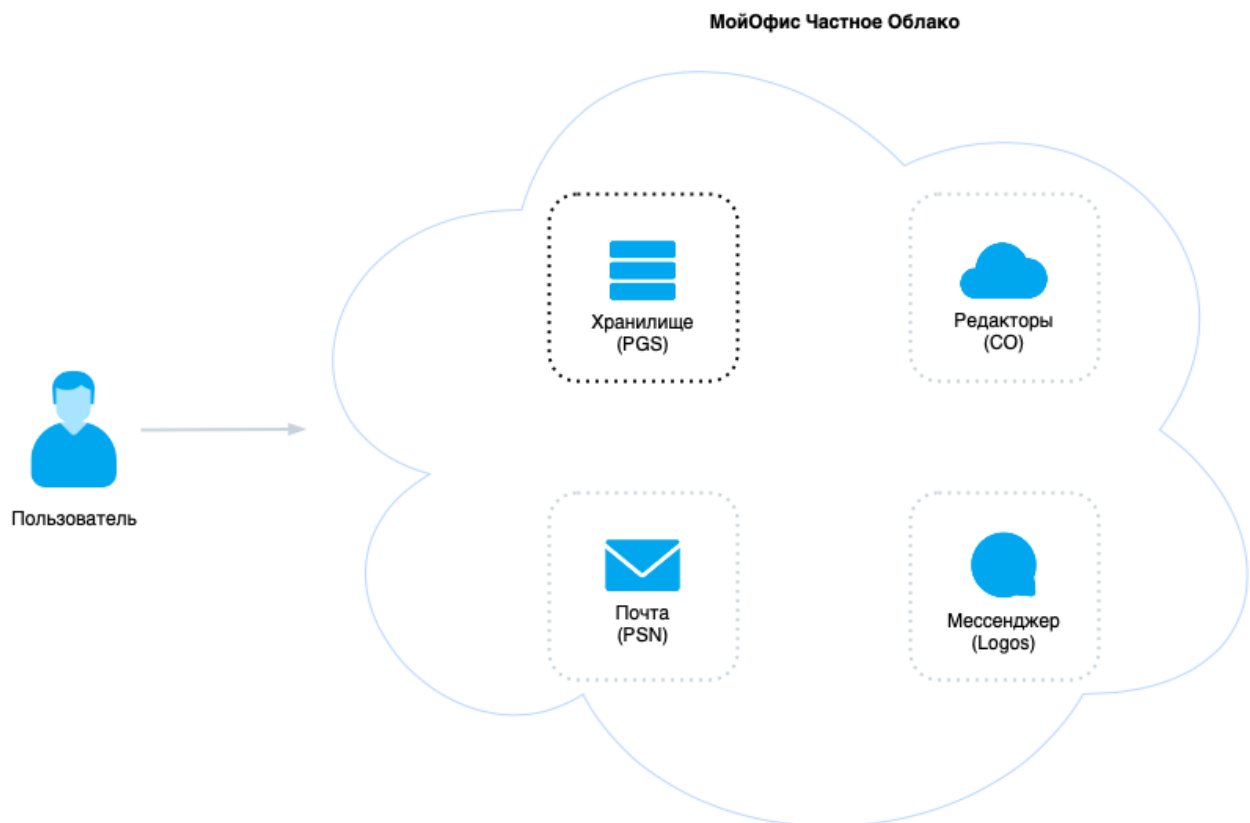 МойОфис Частное Облако
Хранилище
(PGS)
Редакторы
(CO)
Пользователь
Почта
(PSN)
Мессенджер
(Logos)